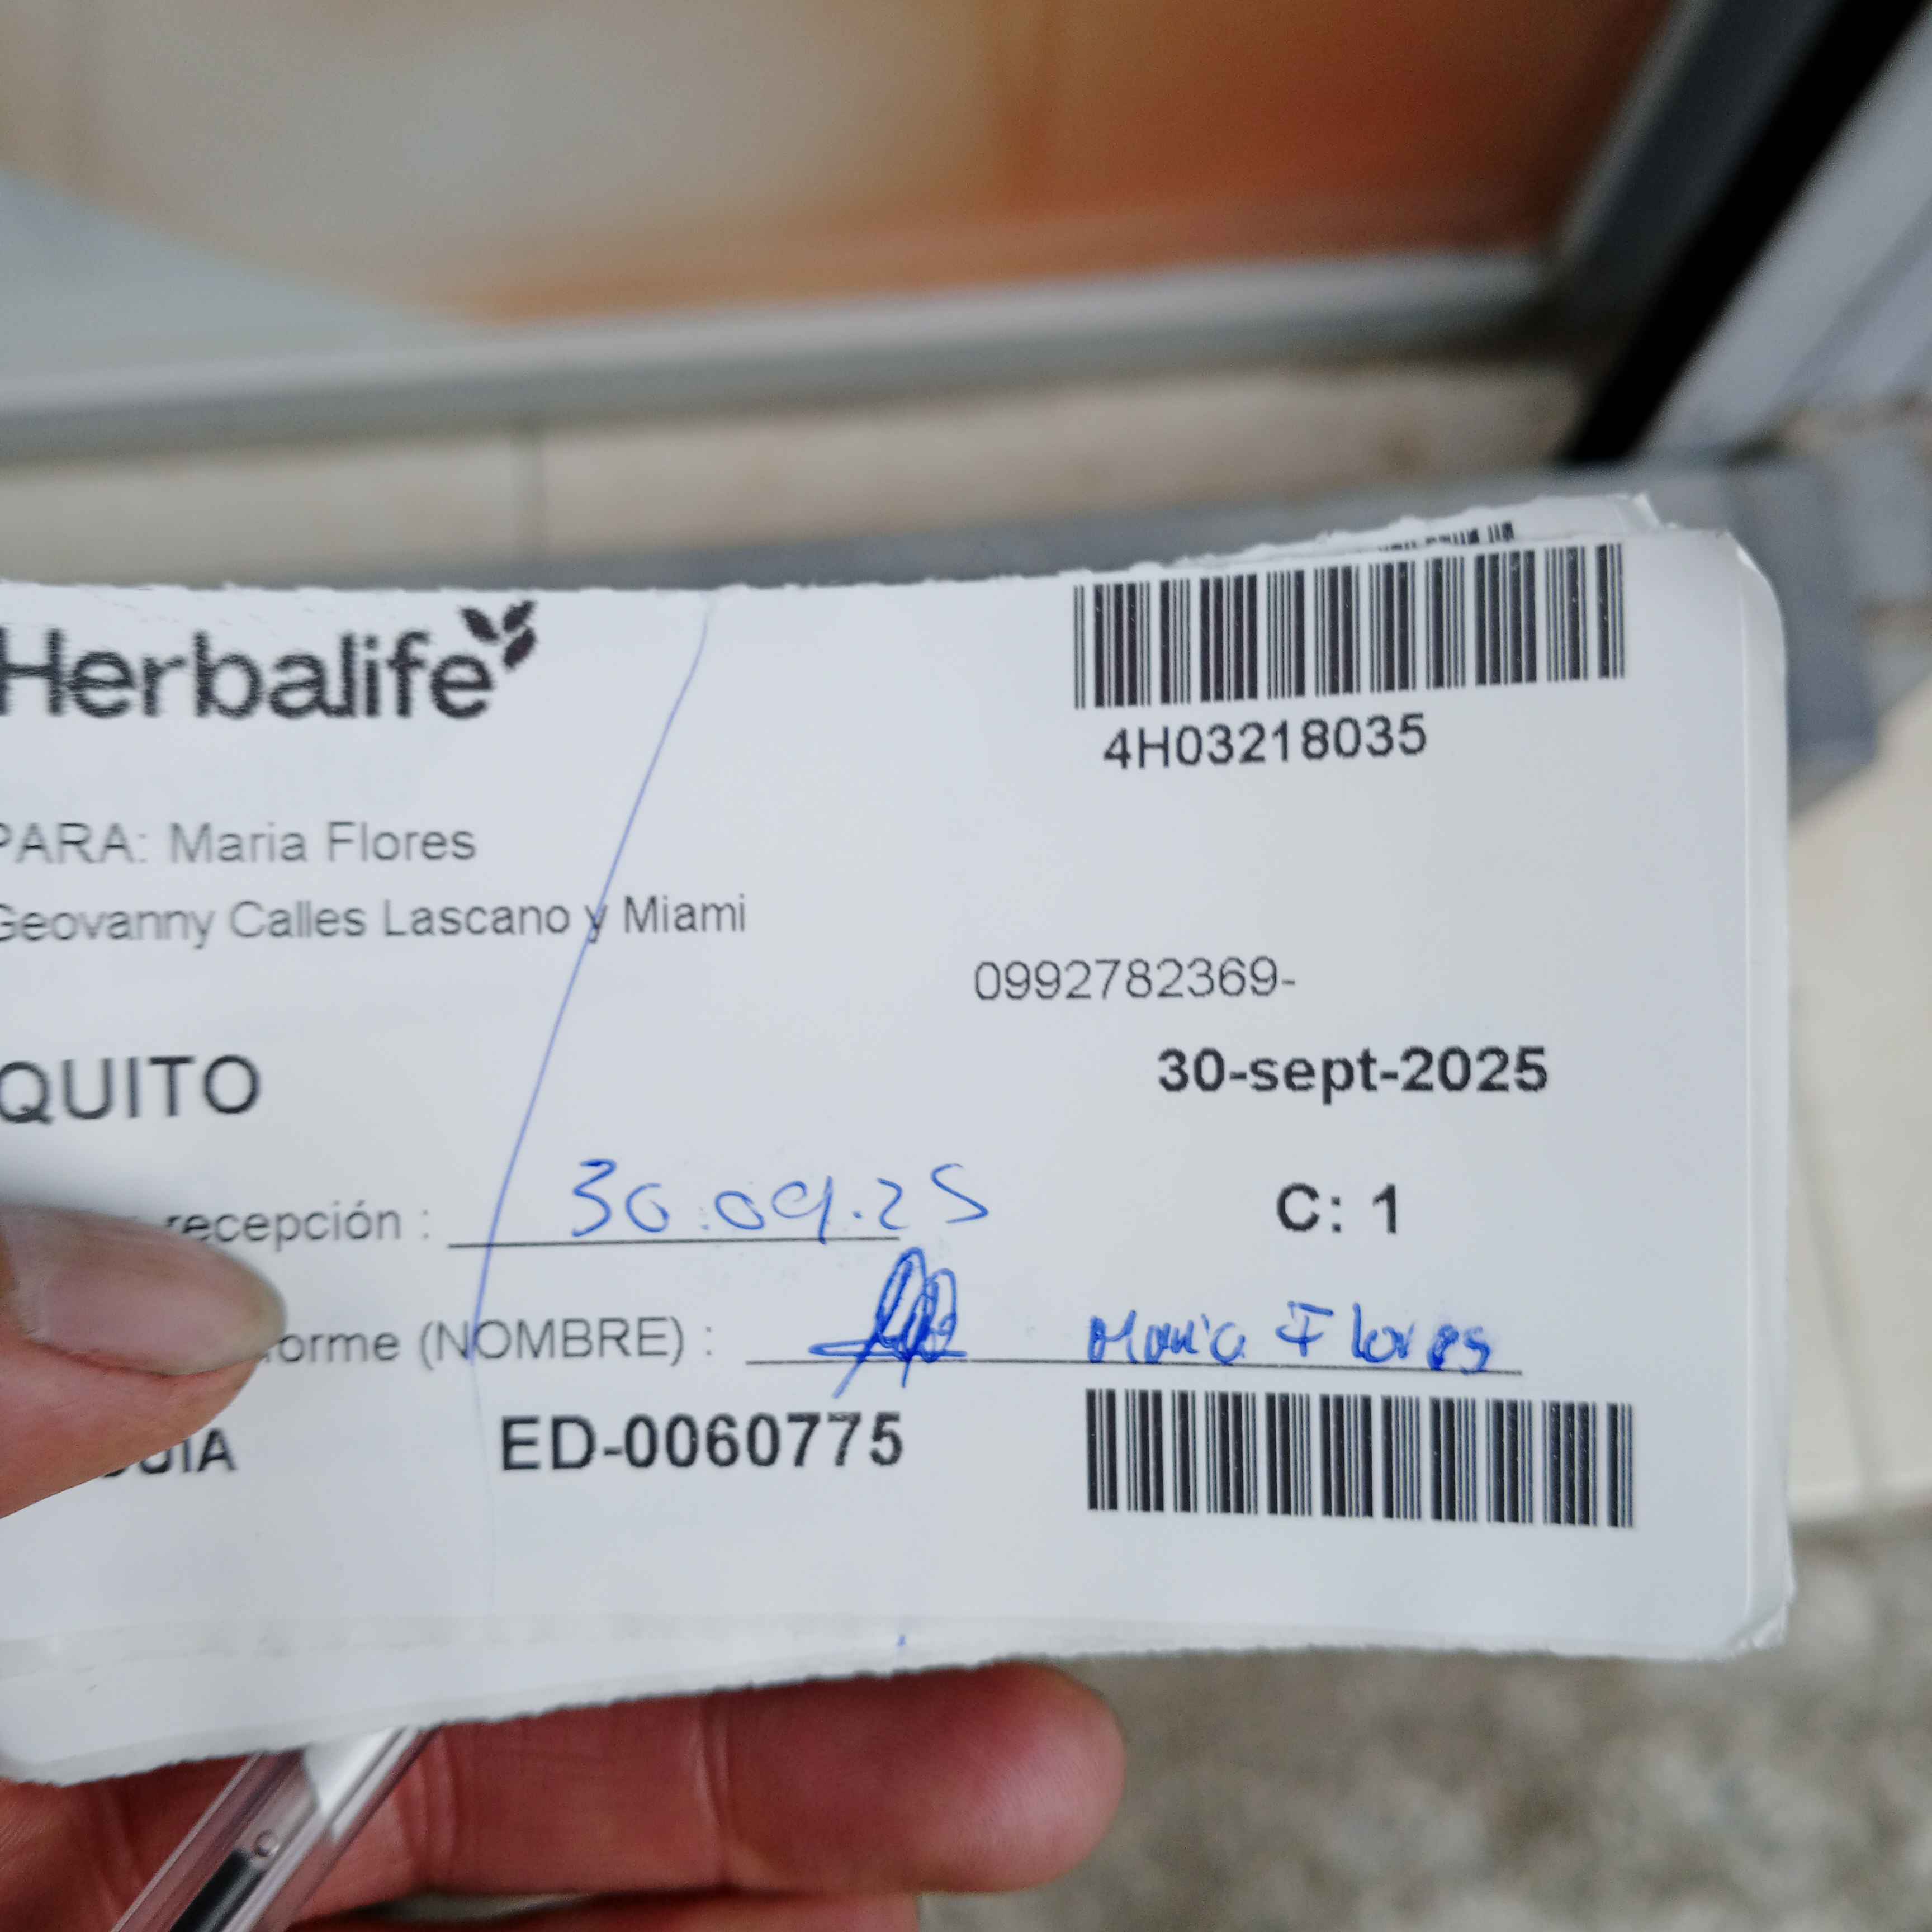 Herbalife
4H03218035
PARA: Maria Flores
Geovanny Calles Lascano y Miami
0992782369-
QUITO
30-sept-2025
recepción : 30.09.25
C: 1
orme (NOMBRE) : Maria Flores
ED-0060775